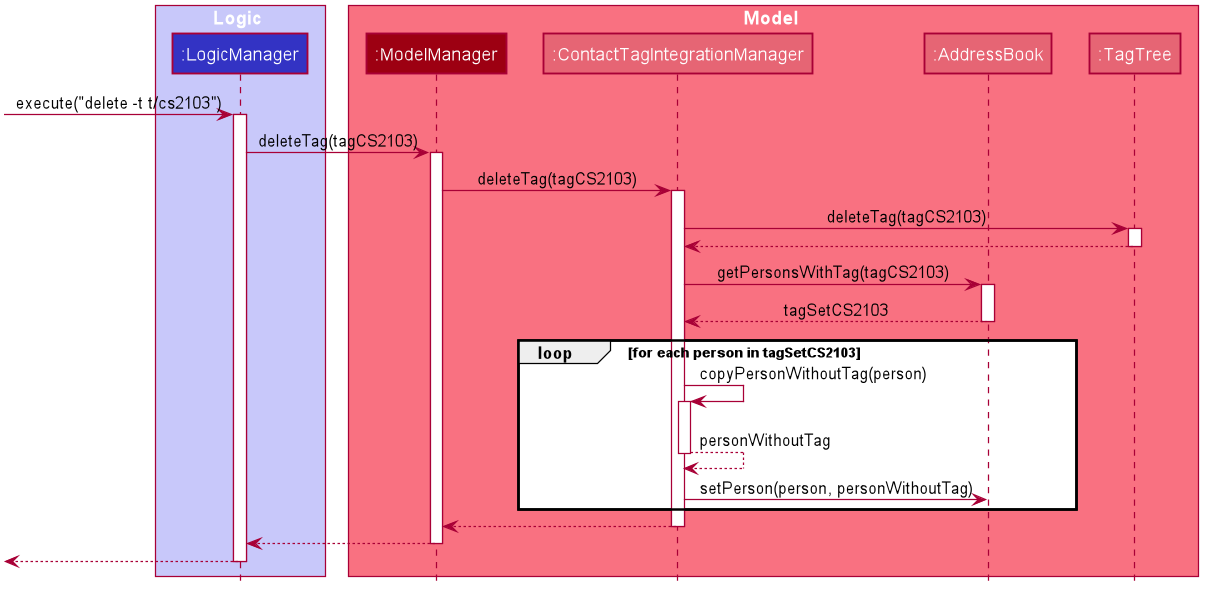 Logic
Model
:LogicManager
:ModelManager
:ContactTagIntegrationManager
:AddressBook
:TagTree
execute("delete -t t/cs2103")
deleteTag(tagCS2103)
deleteTag(tagCS2103)
deleteTag(tagCS2103)
getPersonsWithTag(tagCS2103)
tagSetCS2103
loop
[for each person in tagSetCS2103]
copyPersonWithoutTag(person)
personWithoutTag
setPerson(person, personWithoutTag)